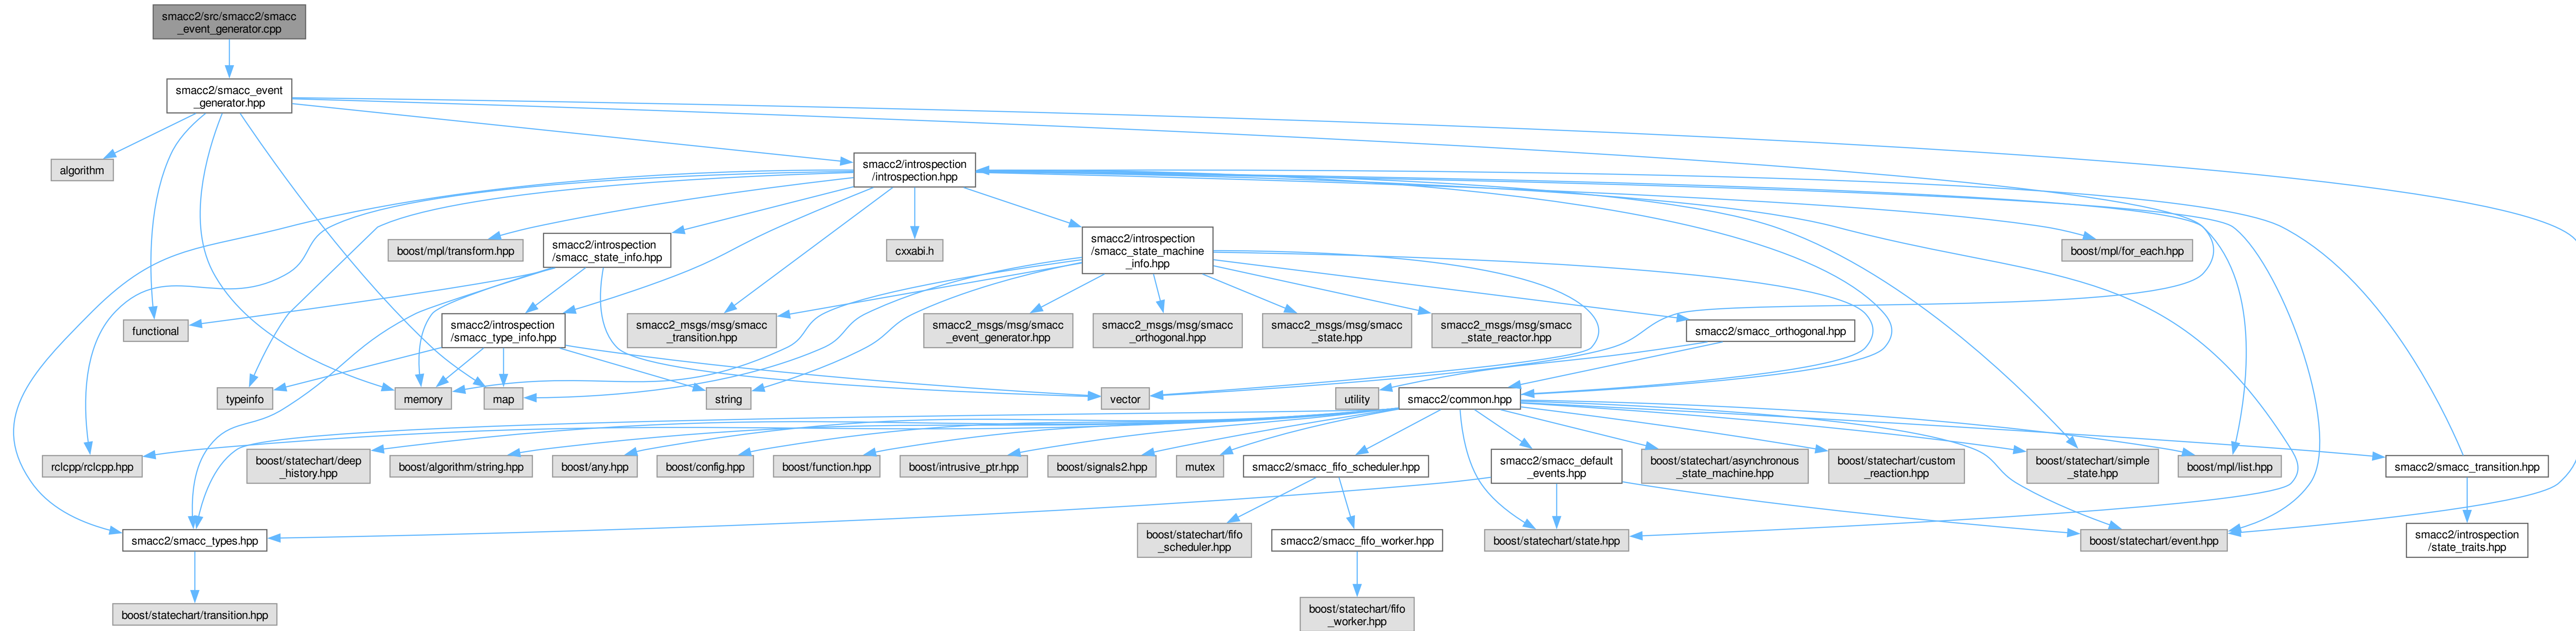 smacc2/src/smacc2/smacc
_event_generator.cpp
smacc2/smacc_event
_generator.hpp
algorithm
smacc2/introspection
/introspection.hpp
boost/mpl/transform.hpp
smacc2/introspection
/smacc_state_info.hpp
cxxabi.h
smacc2/introspection
/smacc_state_machine
_info.hpp
boost/mpl/for_each.hpp
functional
smacc2/introspection
/smacc_type_info.hpp
smacc2_msgs/msg/smacc
_transition.hpp
smacc2_msgs/msg/smacc
_event_generator.hpp
smacc2_msgs/msg/smacc
_orthogonal.hpp
smacc2_msgs/msg/smacc
_state.hpp
smacc2_msgs/msg/smacc
_state_reactor.hpp
smacc2/smacc_orthogonal.hpp
typeinfo
memory
map
string
vector
utility
smacc2/common.hpp
rclcpp/rclcpp.hpp
boost/statechart/deep
_history.hpp
boost/algorithm/string.hpp
boost/any.hpp
boost/config.hpp
boost/function.hpp
boost/intrusive_ptr.hpp
boost/signals2.hpp
mutex
smacc2/smacc_fifo_scheduler.hpp
smacc2/smacc_default
_events.hpp
boost/statechart/asynchronous
_state_machine.hpp
boost/statechart/custom
_reaction.hpp
boost/statechart/simple
_state.hpp
boost/mpl/list.hpp
smacc2/smacc_transition.hpp
smacc2/smacc_types.hpp
boost/statechart/fifo
_scheduler.hpp
smacc2/smacc_fifo_worker.hpp
boost/statechart/state.hpp
boost/statechart/event.hpp
smacc2/introspection
/state_traits.hpp
boost/statechart/transition.hpp
boost/statechart/fifo
_worker.hpp